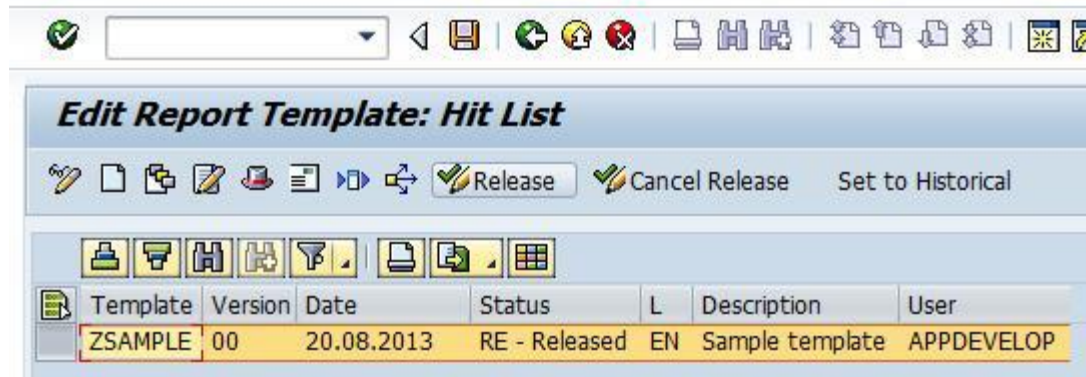 Edit Report Template: Hit List
Release Cancel Release Set to Historical
Template Version Date Status L Description User
ZSAMPLE 00 20.08.2013 RE - Released EN Sample template APPDEVELOP